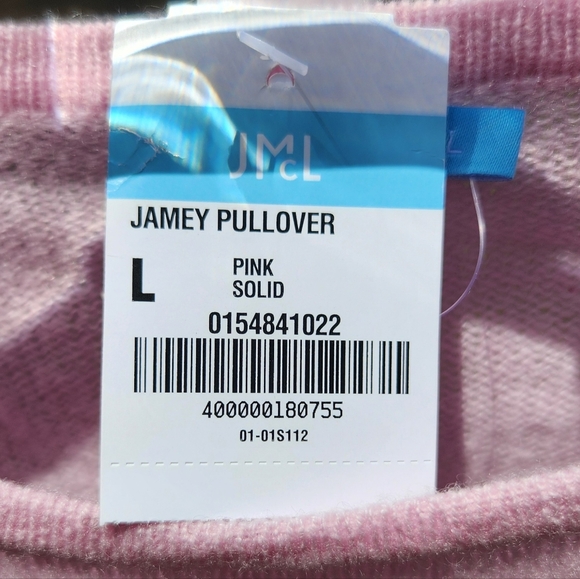 JMcL
L
JAMEY PULLOVER
L
PINK
SOLID
0154841022
400000180755
01-01S112